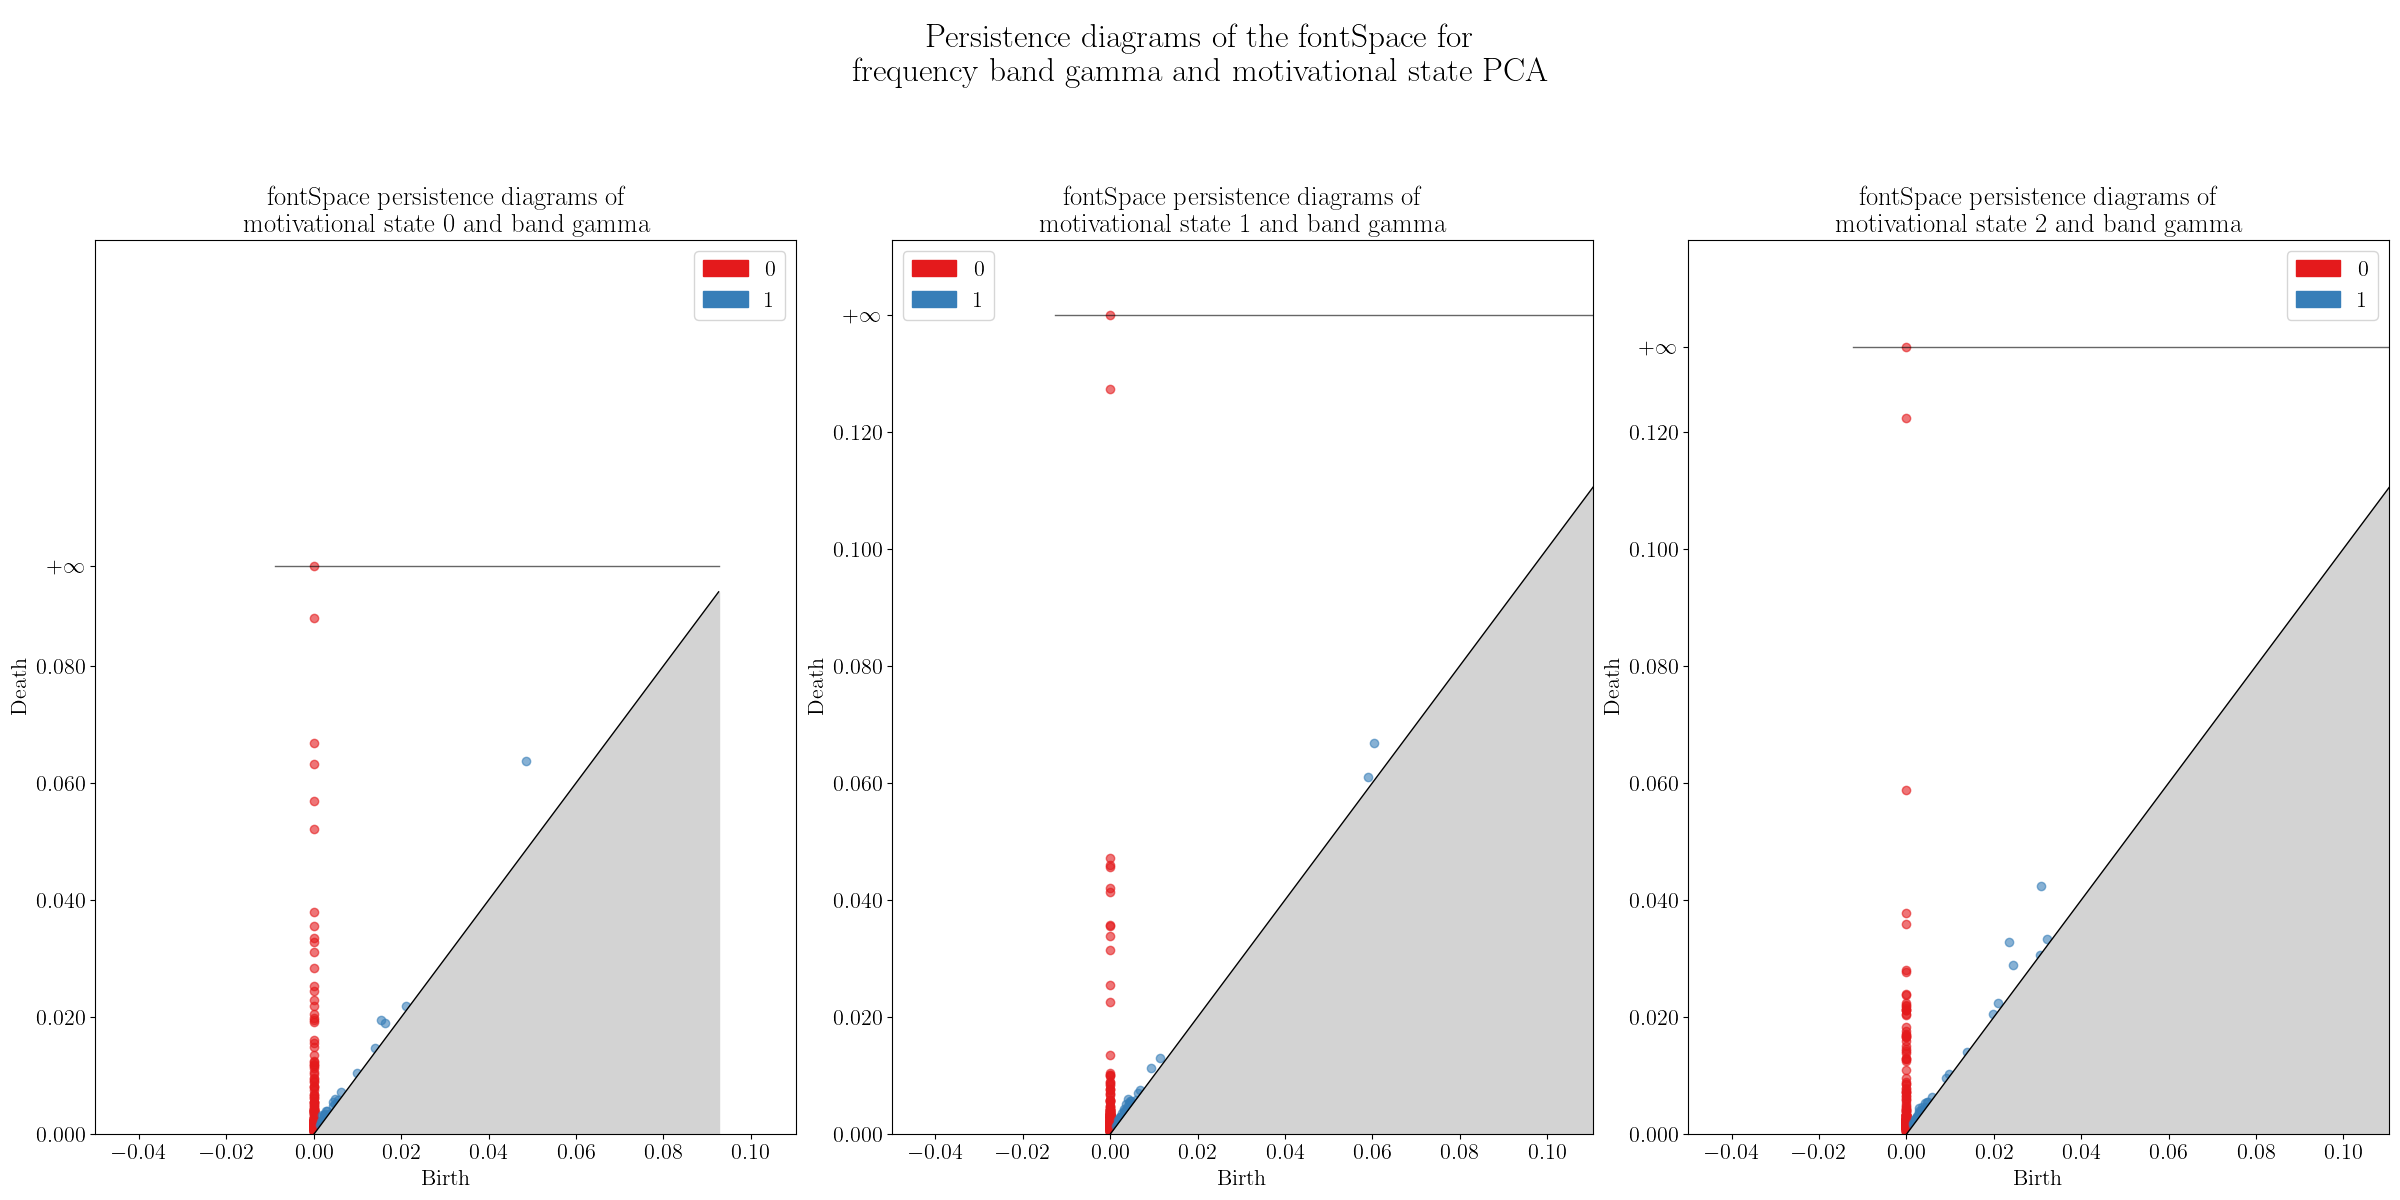 Persistence diagrams of the fontSpace for
frequency band gamma and motivational state PCA
fontSpace persistence diagrams of
motivational state 0 and band gamma
0
1
+∞
0.080
0.060
0.040
0.020
0.000
Death
−0.04 −0.02 0.00 0.02 0.04 0.06 0.08 0.10
Birth
fontSpace persistence diagrams of
motivational state 1 and band gamma
0
1
+∞
0.120
0.100
0.080
0.060
0.040
0.020
0.000
Death
−0.04 −0.02 0.00 0.02 0.04 0.06 0.08 0.10
Birth
fontSpace persistence diagrams of
motivational state 2 and band gamma
0
1
+∞
0.120
0.100
0.080
0.060
0.040
0.020
0.000
Death
−0.04 −0.02 0.00 0.02 0.04 0.06 0.08 0.10
Birth